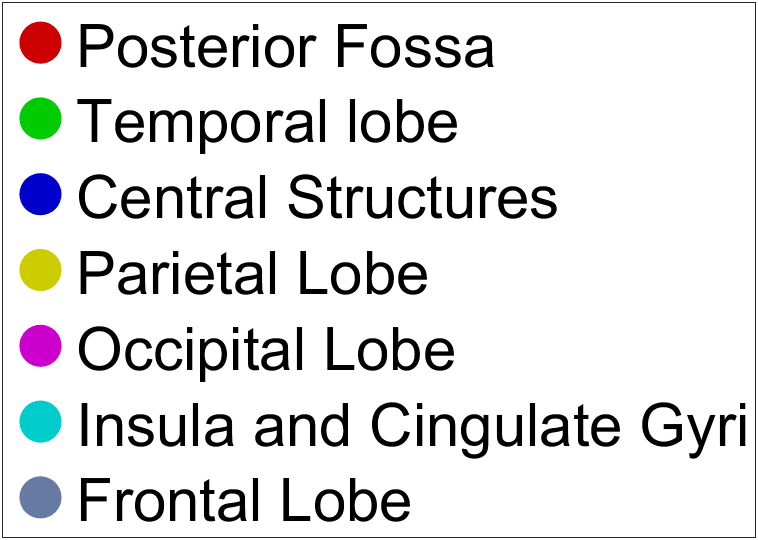 Posterior Fossa
Temporal lobe
Central Structures
Parietal Lobe
Occipital Lobe
Insula and Cingulate Gyri
Frontal Lobe